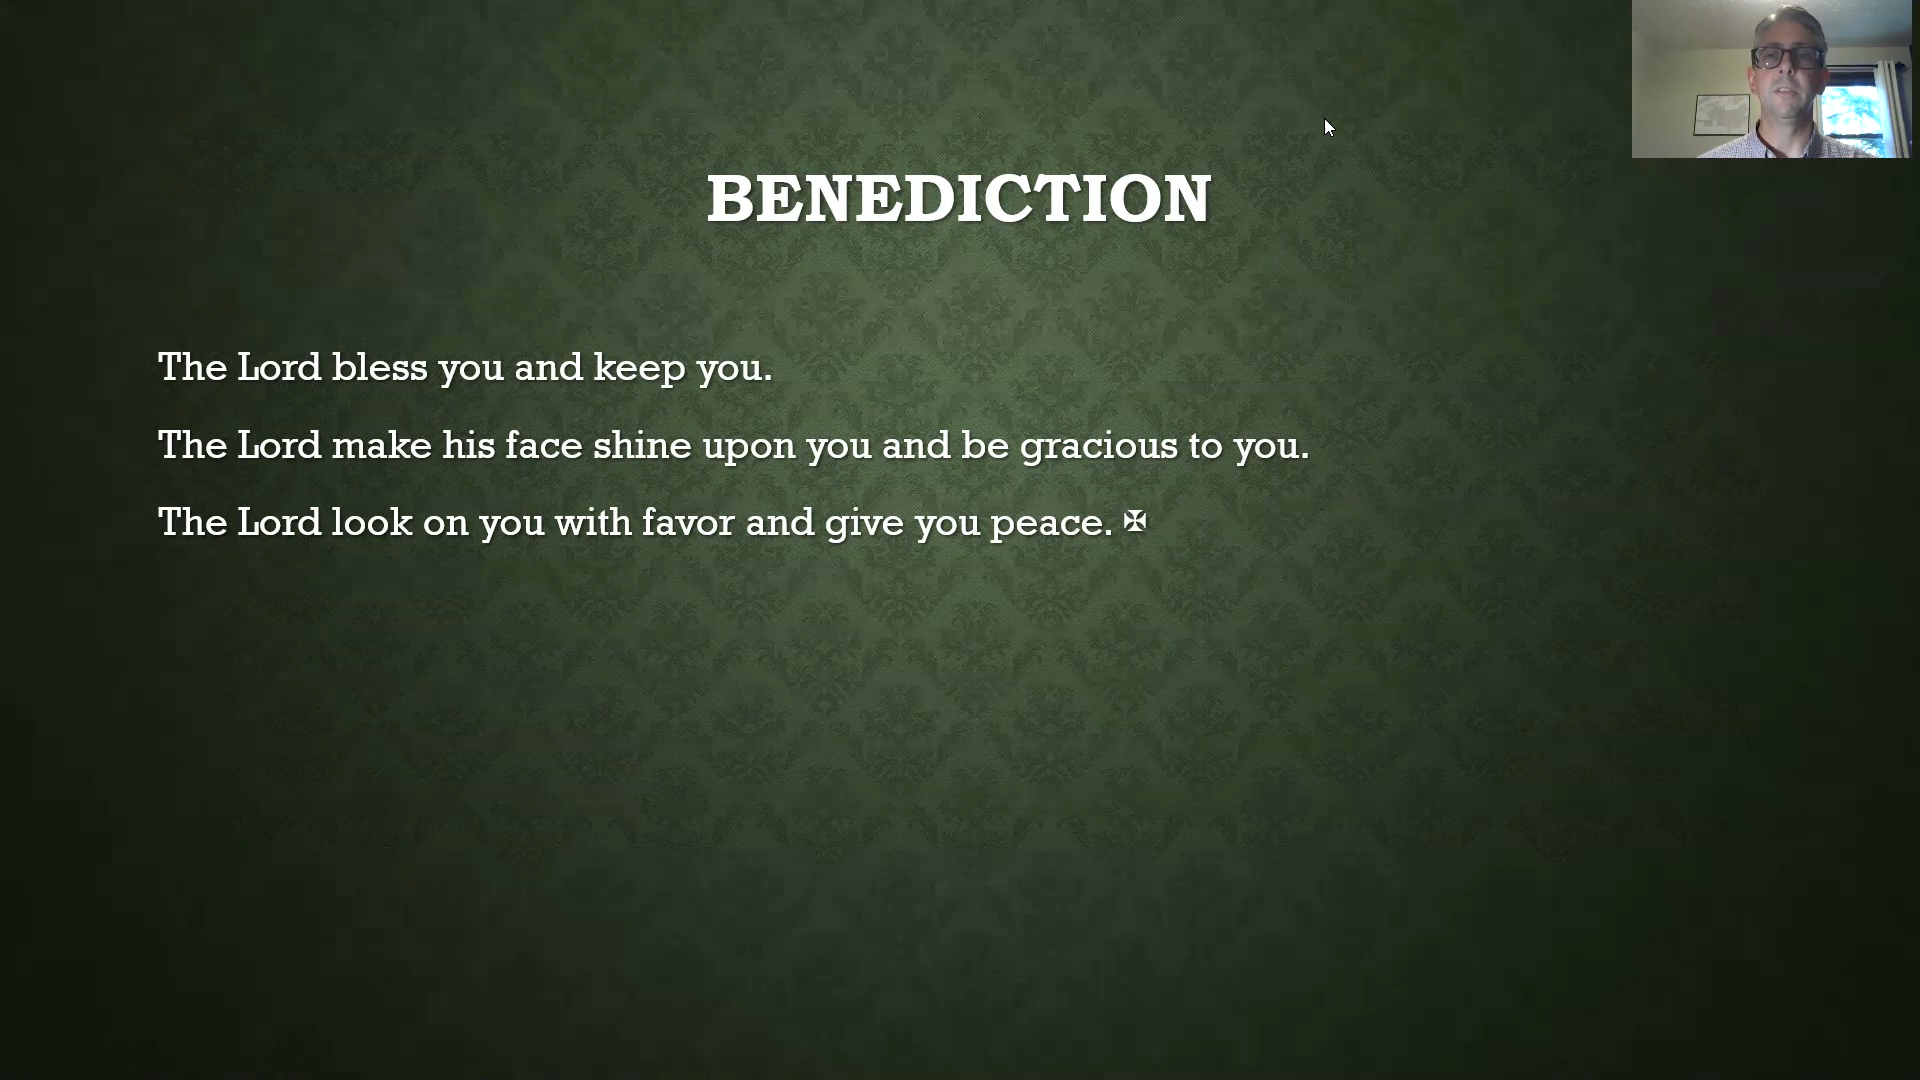 BENEDICTION
The Lord bless you and keep you.
The Lord make his face shine upon you and be gracious to you.
The Lord look on you with favor and give you peace. ✠